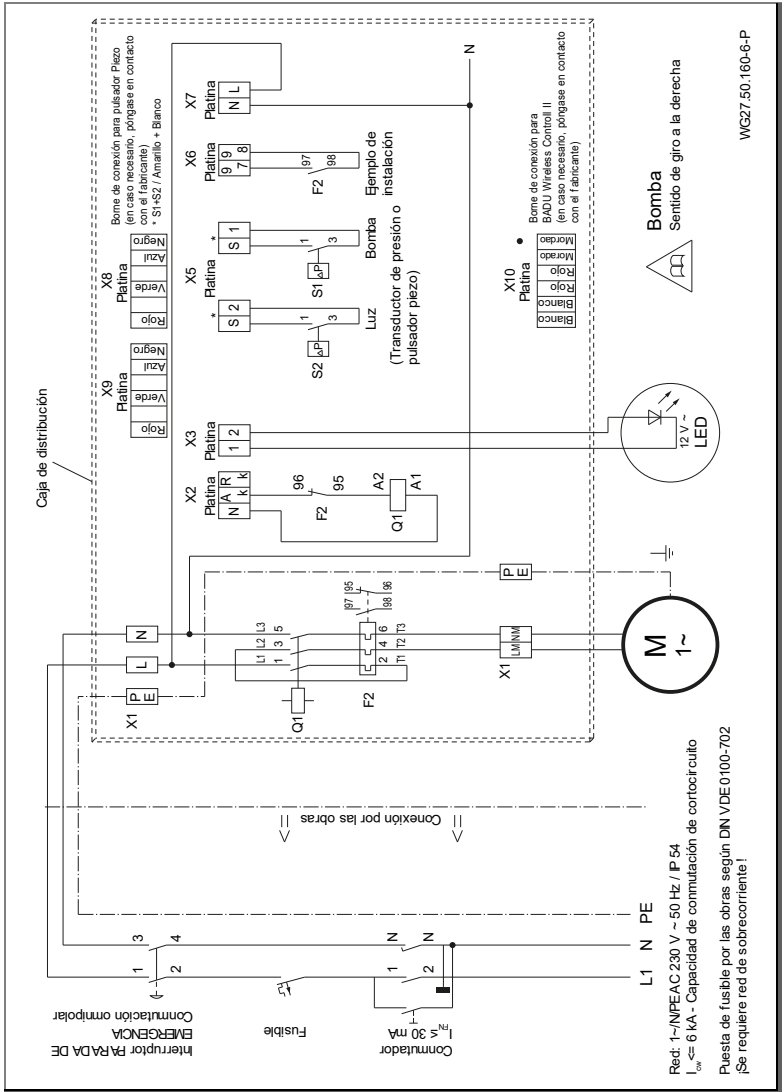 Caja de distribución
X9
Platina
Rojo
Verde
Azul
Negro
X8
Platina
Rojo
Verde
Azul
Negro
Borne de conexión para pulsador Piezo
(en caso necesario, póngase en contacto
con el fabricante)
* S1+S2 / Amarillo + Blanco
X1
PE
L
N
X2
Platina
N A R
k k
X3
Platina
1 2
X5
Platina
*
S 2
*
S 1
X6
Platina
9 9
7 8
X7
Platina
N L
N
96
95
F2
A2
A1
Q1
1
3
S2
ΔP
Luz
1
3
S1
ΔP
Bomba
(Transductor de presión o
pulsador piezo)
97
98
F2
Ejemplo de
instalación
L1 L2 L3
1 3 5
Q1
97 95
98 96
2 4 6
T1 T2 T3
F2
X1
LM NM
PE
X10
Platina
Blanco
Blanco
Rojo
Rojo
Morado
Mordao
Borne de conexión para
BADU Wireless Controll II
(en caso necesario, póngase en contacto
con el fabricante)
M
1~
12 V ~
LED
Bomba
Sentido de giro a la derecha
WG27.50.160-6-P
Conexión por las obras
Interruptor PARADA DE
EMERGENCIA
Conmutación omnipolar
1 3
2 4
Fusible
Conmutador
I FN ≤ 30 mA
1 N
2 N
L1 N PE
Red: 1~/N/PE AC 230 V ~ 50 Hz / IP 54
I cw <= 6 kA - Capacidad de conmutación de cortocircuito
Puesta de fusible por las obras según DIN VDE 0100-702
¡Se requiere red de sobrecorriente!